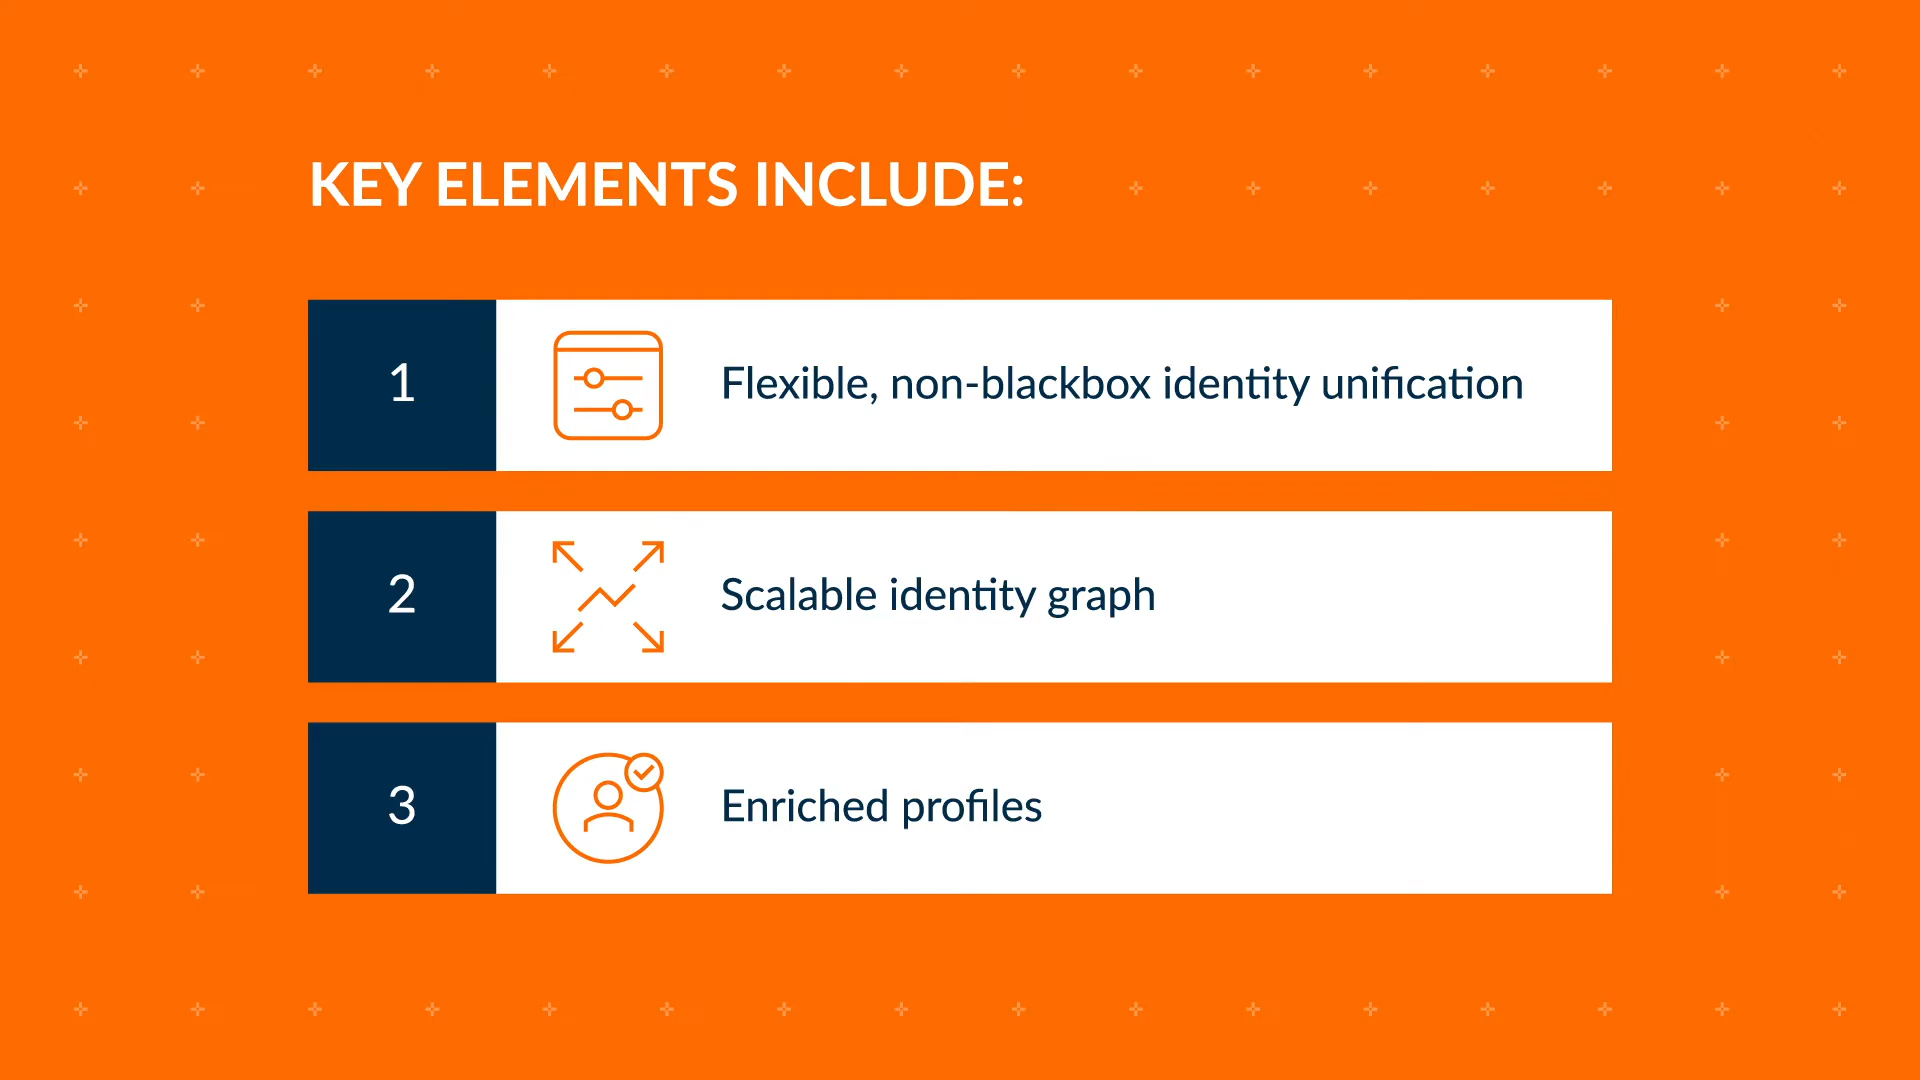 KEY ELEMENTS INCLUDE:
1
Flexible, non-blackbox identity unification
2
Scalable identity graph
3
Enriched profiles